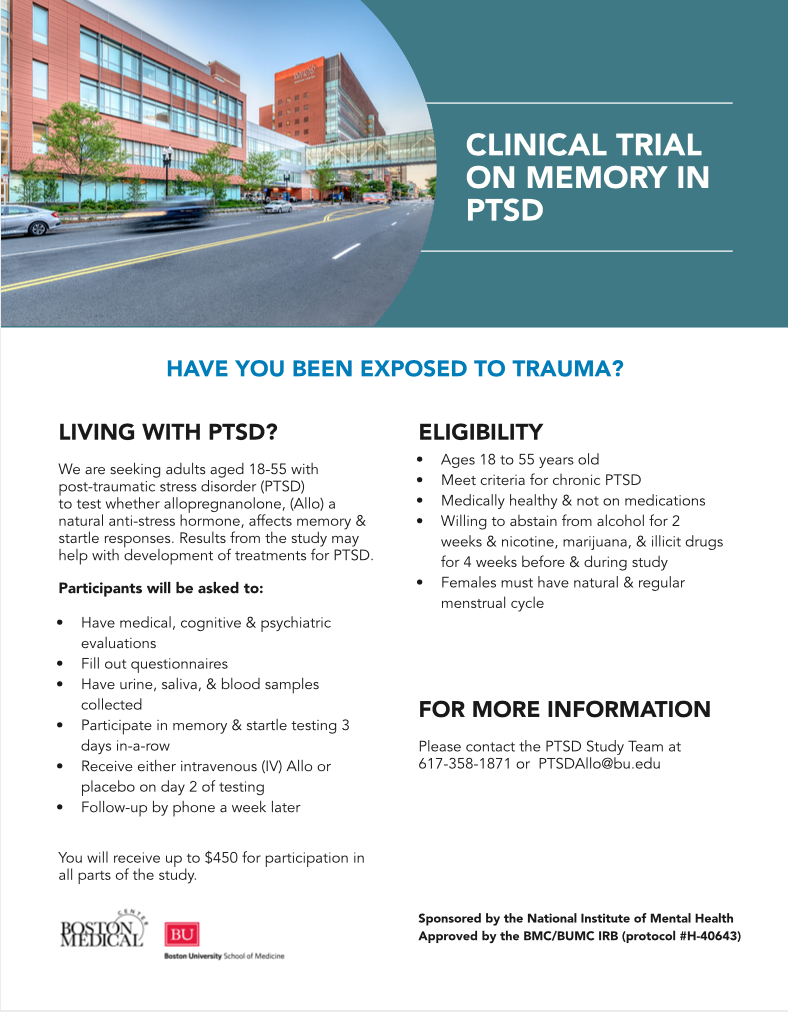 CLINICAL TRIAL
ON MEMORY IN
PTSD
HAVE YOU BEEN EXPOSED TO TRAUMA?
LIVING WITH PTSD?
We are seeking adults aged 18-55 with
post-traumatic stress disorder (PTSD)
to test whether allopregnanolone, (Allo) a
natural anti-stress hormone, affects memory &
startle responses. Results from the study may
help with development of treatments for PTSD.
Participants will be asked to:
• Have medical, cognitive & psychiatric
evaluations
• Fill out questionnaires
• Have urine, saliva, & blood samples
collected
• Participate in memory & startle testing 3
days in-a-row
• Receive either intravenous (IV) Allo or
placebo on day 2 of testing
• Follow-up by phone a week later
You will receive up to $450 for participation in
all parts of the study.
BOSTON
MEDICAL
CENTER
BU
Boston University School of Medicine
ELIGIBILITY
• Ages 18 to 55 years old
• Meet criteria for chronic PTSD
• Medically healthy & not on medications
• Willing to abstain from alcohol for 2
weeks & nicotine, marijuana, & illicit drugs
for 4 weeks before & during study
• Females must have natural & regular
menstrual cycle
FOR MORE INFORMATION
Please contact the PTSD Study Team at
617-358-1871 or  PTSDAllo@bu.edu
Sponsored by the National Institute of Mental Health
Approved by the BMC/BUMC IRB (protocol #H-40643)